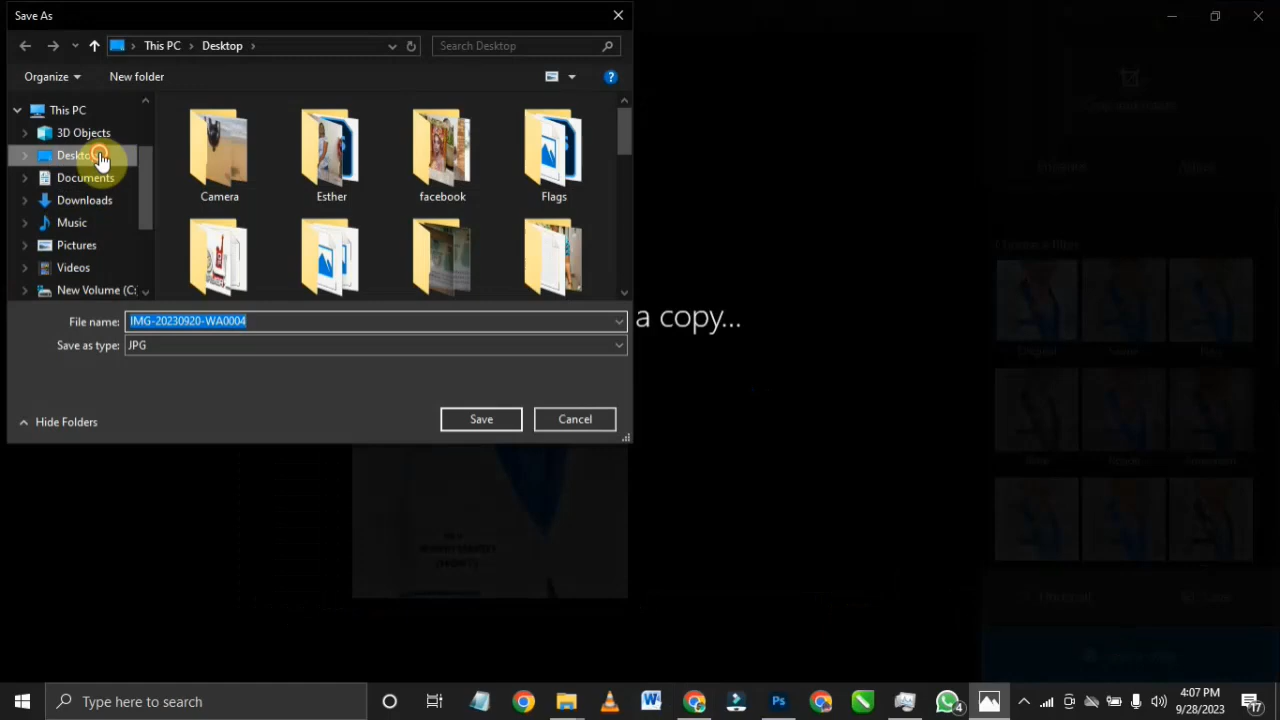 Save As
This PC
Desktop
Search Desktop
Organize
New folder
This PC
3D Objects
Documents
Downloads
Music
Pictures
Videos
New Volume (C:
Camera
Esther
facebook
Flags
File name: IMG-20230920-WA0004
Save as type: JPG
Hide Folders
Save
Cancel
a copy...
Type here to search
4
4:07 PM
9/28/2023
17